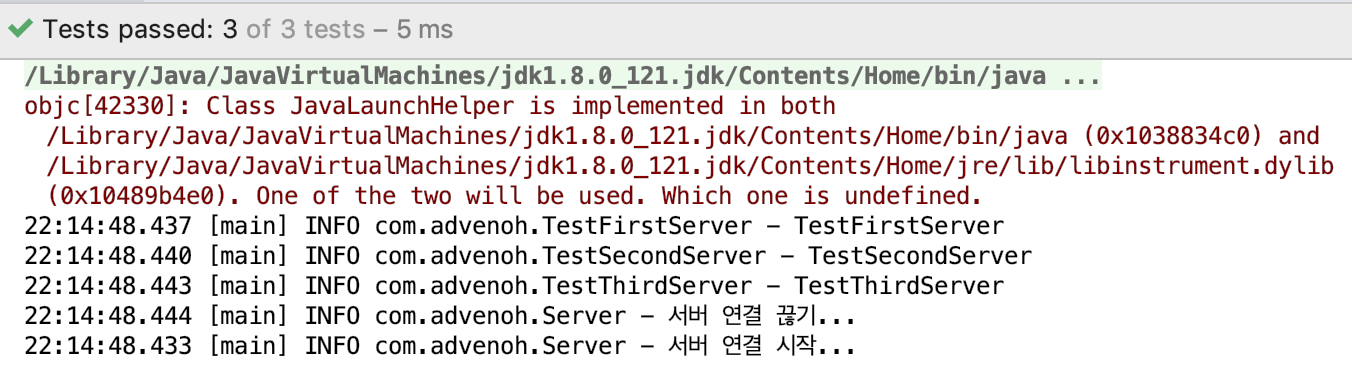 Tests passed: 3 of 3 tests – 5 ms
/Library/Java/JavaVirtualMachines/jdk1.8.0_121.jdk/Contents/Home/bin/java ...
objc[42330]: Class JavaLaunchHelper is implemented in both
/Library/Java/JavaVirtualMachines/jdk1.8.0_121.jdk/Contents/Home/bin/java (0x1038834c0) and
/Library/Java/JavaVirtualMachines/jdk1.8.0_121.jdk/Contents/Home/jre/lib/libinstrument.dylib
(0x10489b4e0). One of the two will be used. Which one is undefined.
22:14:48.437 [main] INFO com.advenoh.TestFirstServer - TestFirstServer
22:14:48.440 [main] INFO com.advenoh.TestSecondServer - TestSecondServer
22:14:48.443 [main] INFO com.advenoh.TestThirdServer - TestThirdServer
22:14:48.444 [main] INFO com.advenoh.Server - 서버 연결 끊기...
22:14:48.433 [main] INFO com.advenoh.Server - 서버 연결 시작...